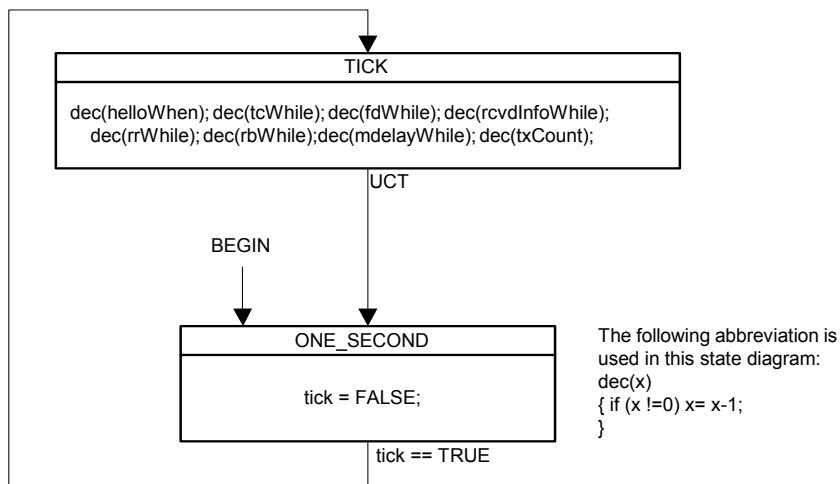 TICK
dec(helloWhen); dec(tcWhile); dec(fdWhile); dec(rcvdInfoWhile);
dec(rrWhile); dec(rbWhile);dec(mdelayWhile); dec(txCount);
UCT
BEGIN
ONE_SECOND
tick = FALSE;
tick == TRUE
The following abbreviation is
used in this state diagram:
dec(x)
{ if (x !=0) x= x-1;
}